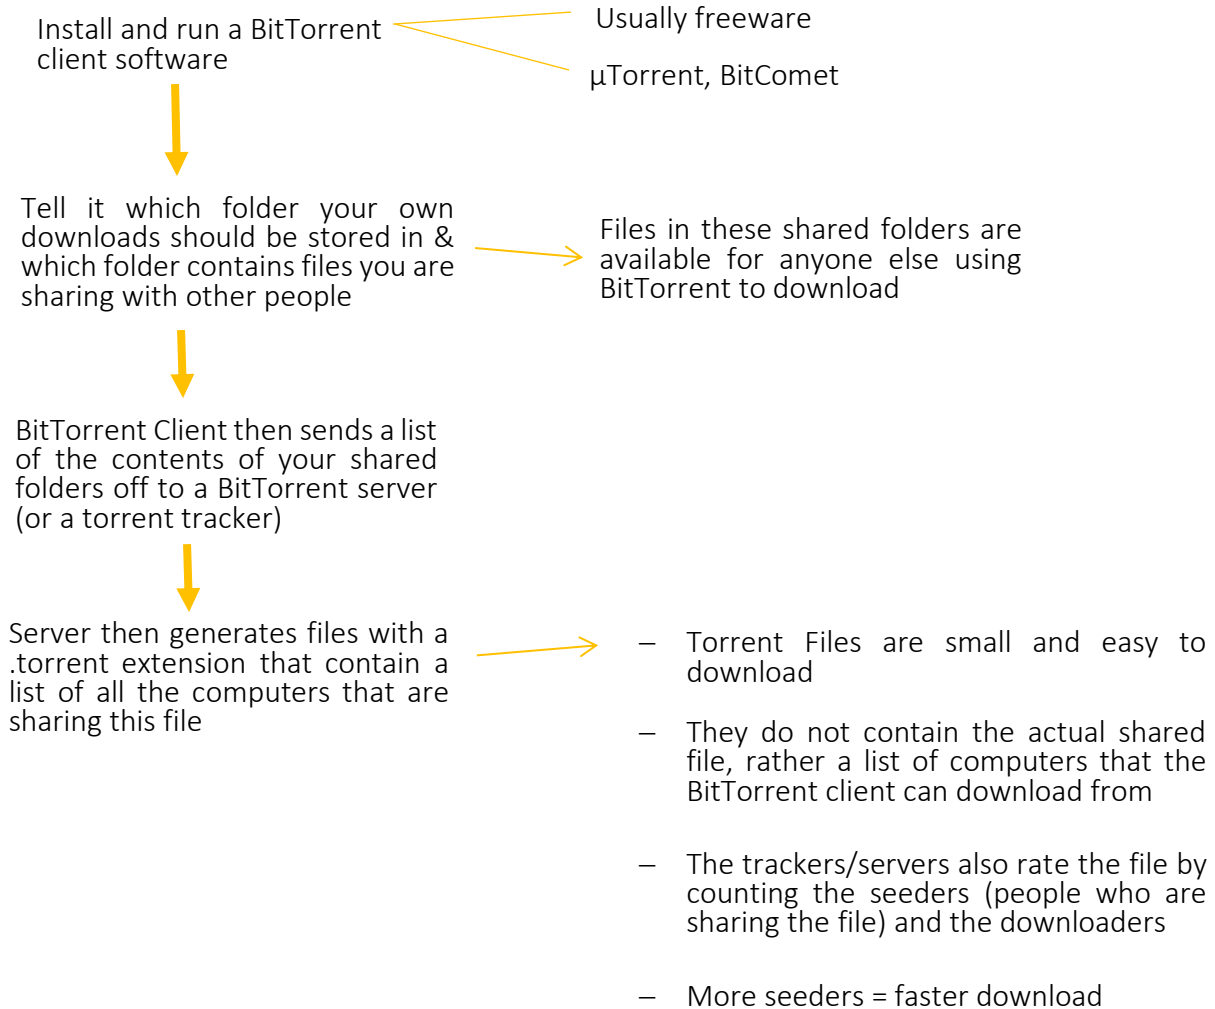 Install and run a BitTorrent
client software
Usually freeware
µTorrent, BitComet
Tell it which folder your own
downloads should be stored in &
which folder contains files you are
sharing with other people
Files in these shared folders are
available for anyone else using
BitTorrent to download
BitTorrent Client then sends a list
of the contents of your shared
folders off to a BitTorrent server
(or a torrent tracker)
Server then generates files with a
.torrent extension that contain a
list of all the computers that are
sharing this file
– Torrent Files are small and easy to
download
– They do not contain the actual shared
file, rather a list of computers that the
BitTorrent client can download from
– The trackers/servers also rate the file by
counting the seeders (people who are
sharing the file) and the downloaders
– More seeders = faster download